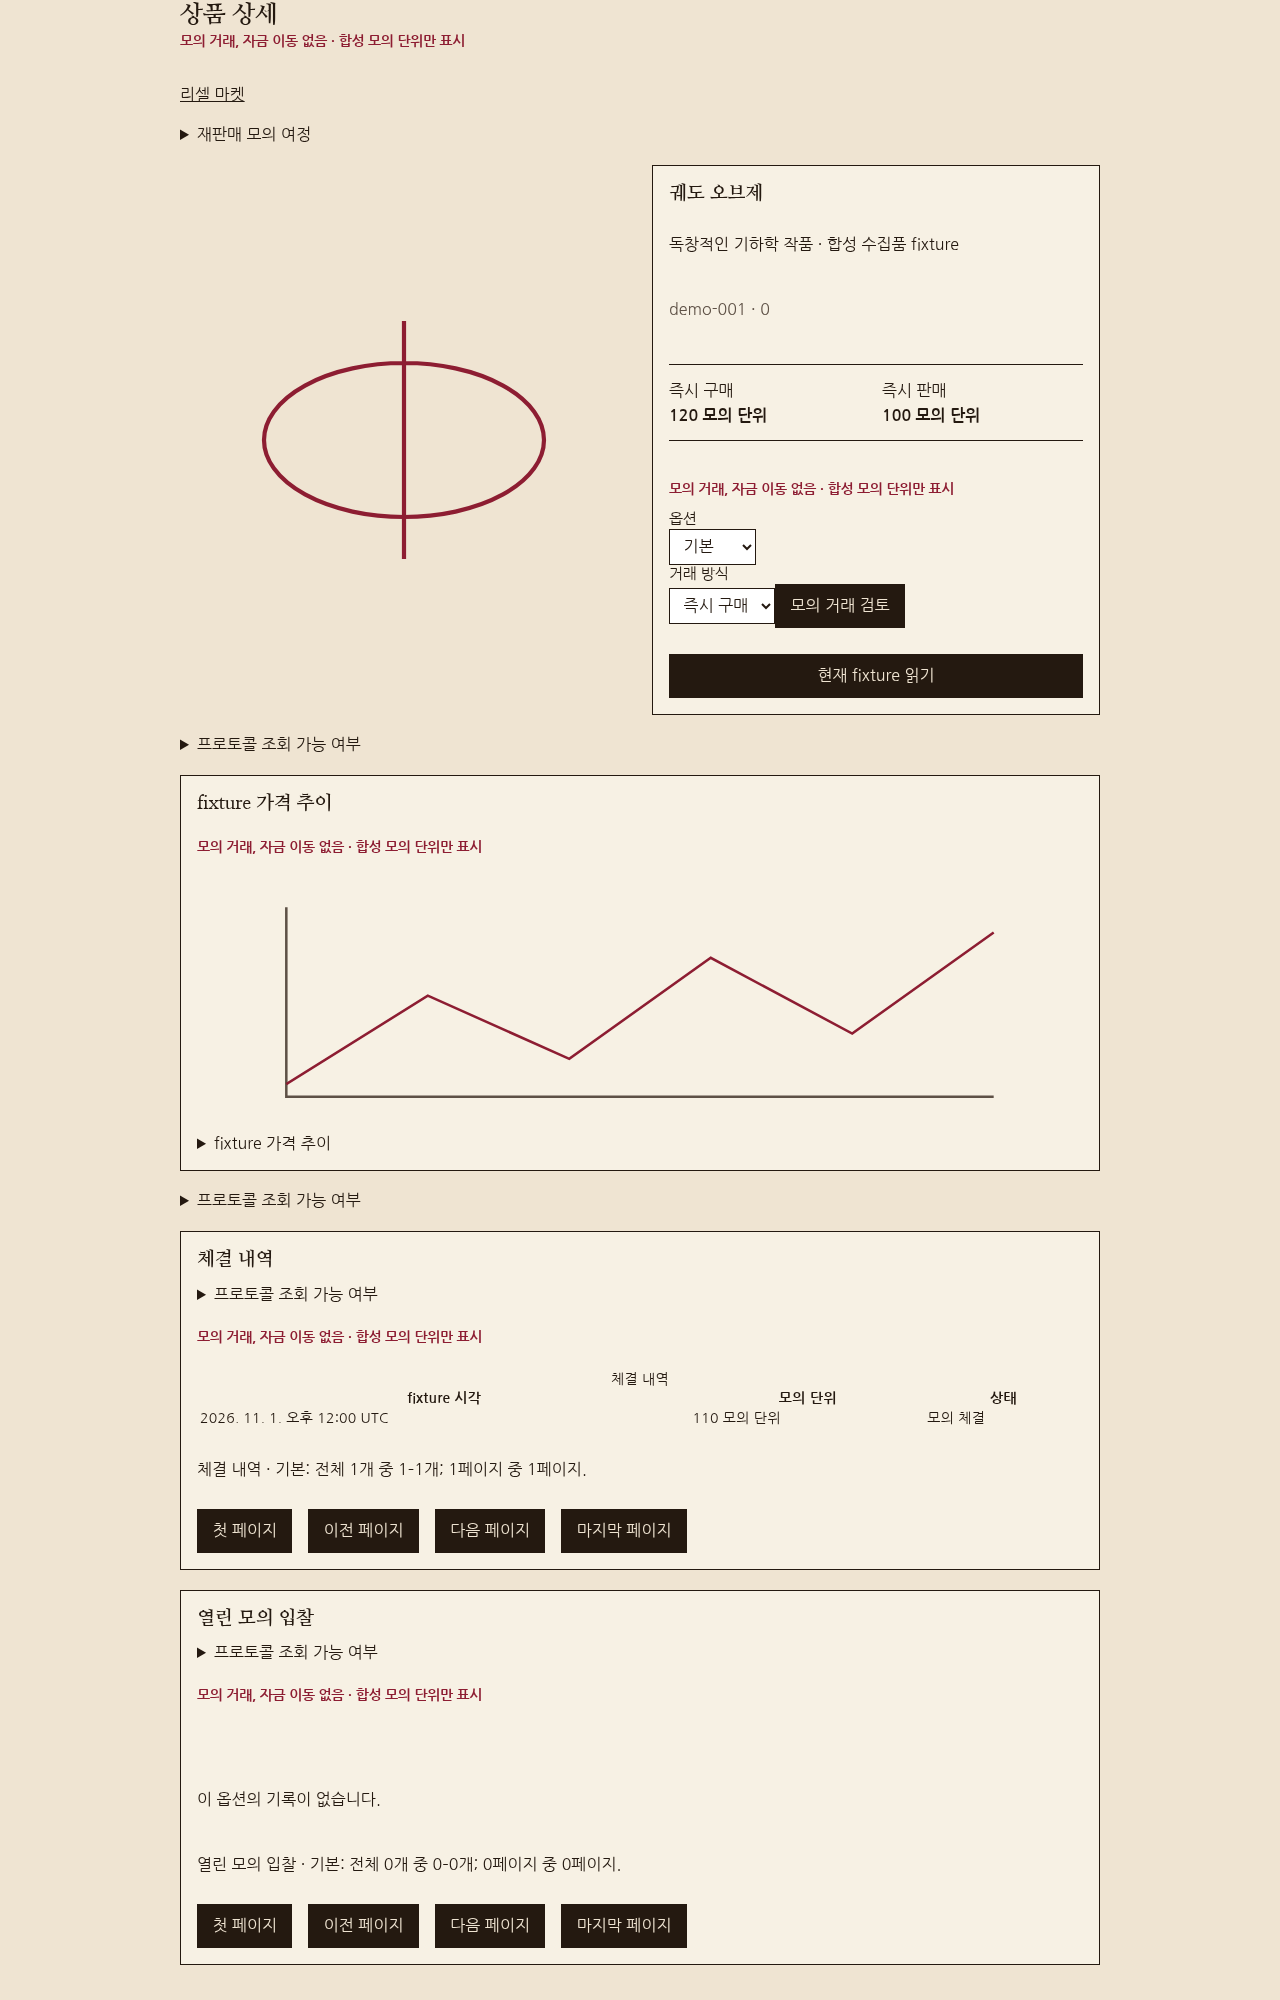 상품 상세
모의 거래, 자금 이동 없음 · 합성 모의 단위만 표시
리셀 마켓
▶ 재판매 모의 여정
궤도 오브제
독창적인 기하학 작품 · 합성 수집품 fixture
demo-001 · 0
즉시 구매 즉시 판매
120 모의 단위 100 모의 단위
모의 거래, 자금 이동 없음 · 합성 모의 단위만 표시
옵션
기본
거래 방식
즉시 구매 모의 거래 검토
현재 fixture 읽기
▶ 프로토콜 조회 가능 여부
fixture 가격 추이
모의 거래, 자금 이동 없음 · 합성 모의 단위만 표시
▶ fixture 가격 추이
▶ 프로토콜 조회 가능 여부
체결 내역
▶ 프로토콜 조회 가능 여부
모의 거래, 자금 이동 없음 · 합성 모의 단위만 표시
체결 내역
fixture 시각 모의 단위 상태
2026. 11. 1. 오후 12:00 UTC 110 모의 단위 모의 체결
체결 내역 · 기본: 전체 1개 중 1–1개; 1페이지 중 1페이지.
첫 페이지 이전 페이지 다음 페이지 마지막 페이지
열린 모의 입찰
▶ 프로토콜 조회 가능 여부
모의 거래, 자금 이동 없음 · 합성 모의 단위만 표시
이 옵션의 기록이 없습니다.
열린 모의 입찰 · 기본: 전체 0개 중 0–0개; 0페이지 중 0페이지.
첫 페이지 이전 페이지 다음 페이지 마지막 페이지